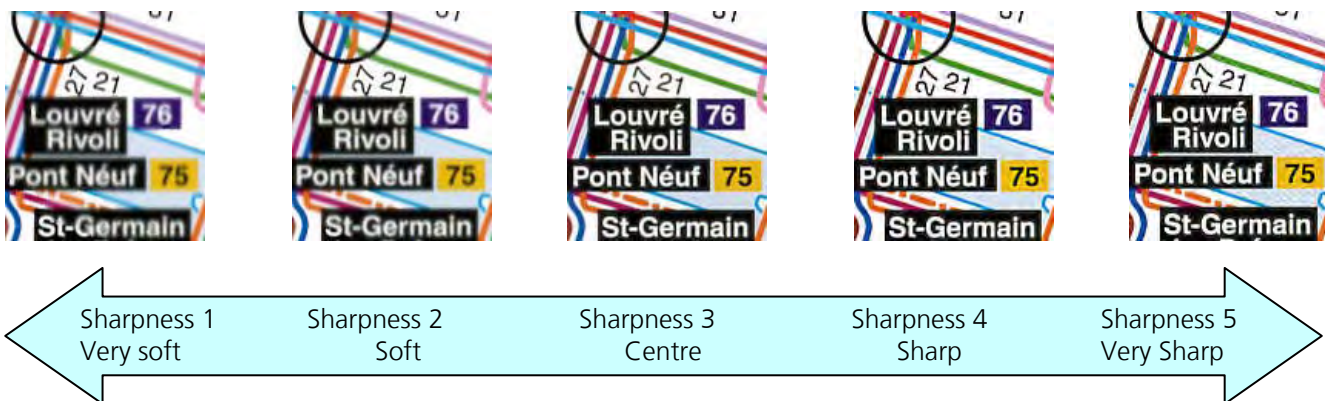 27 21
Louvré 76
Rivoli
Pont Néuf 75
St-Germain
27 21
Louvré 76
Rivoli
Pont Néuf 75
St-Germain
27 21
Louvré 76
Rivoli
Pont Néuf 75
St-Germain
27 21
Louvré 76
Rivoli
Pont Néuf 75
St-Germain
27 21
Louvré 76
Rivoli
Pont Néuf 75
St-Germain
Sharpness 1
Very soft
Sharpness 2
Soft
Sharpness 3
Centre
Sharpness 4
Sharp
Sharpness 5
Very Sharp